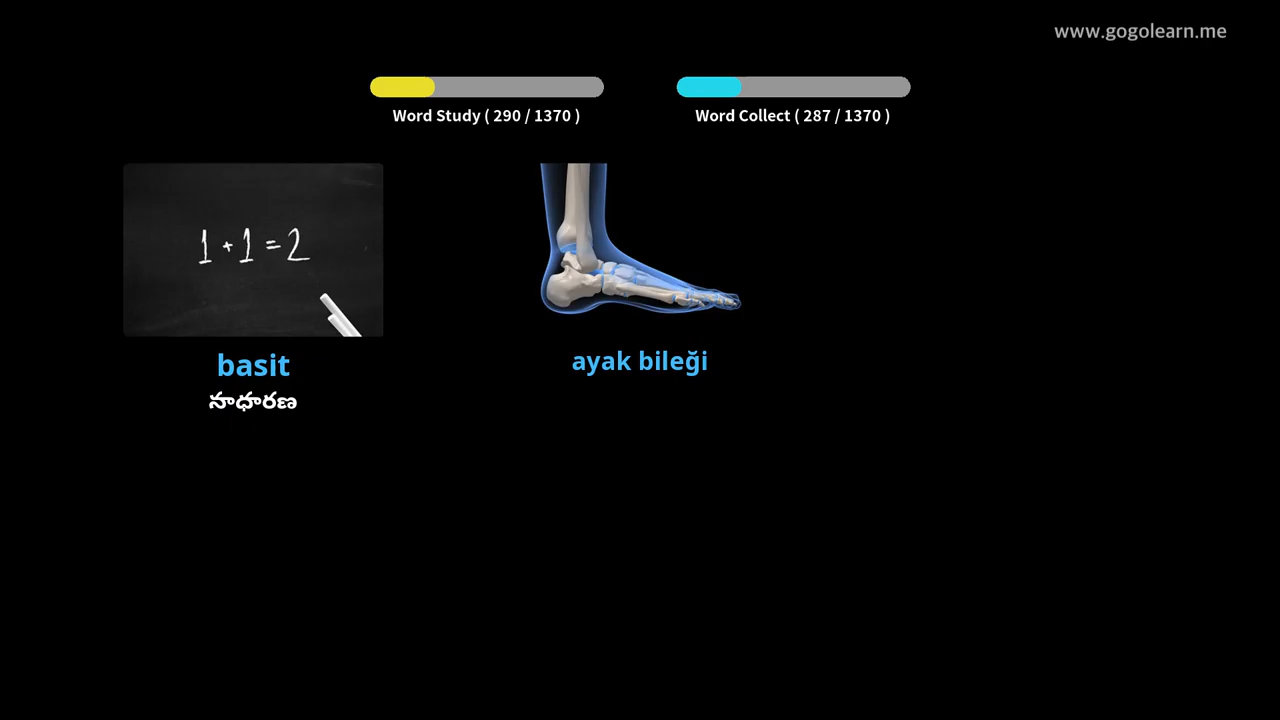 www.gogolearn.me
Word Study ( 290 / 1370 )
Word Collect ( 287 / 1370 )
1 + 1 = 2
basit
సాధారణ
ayak bileği